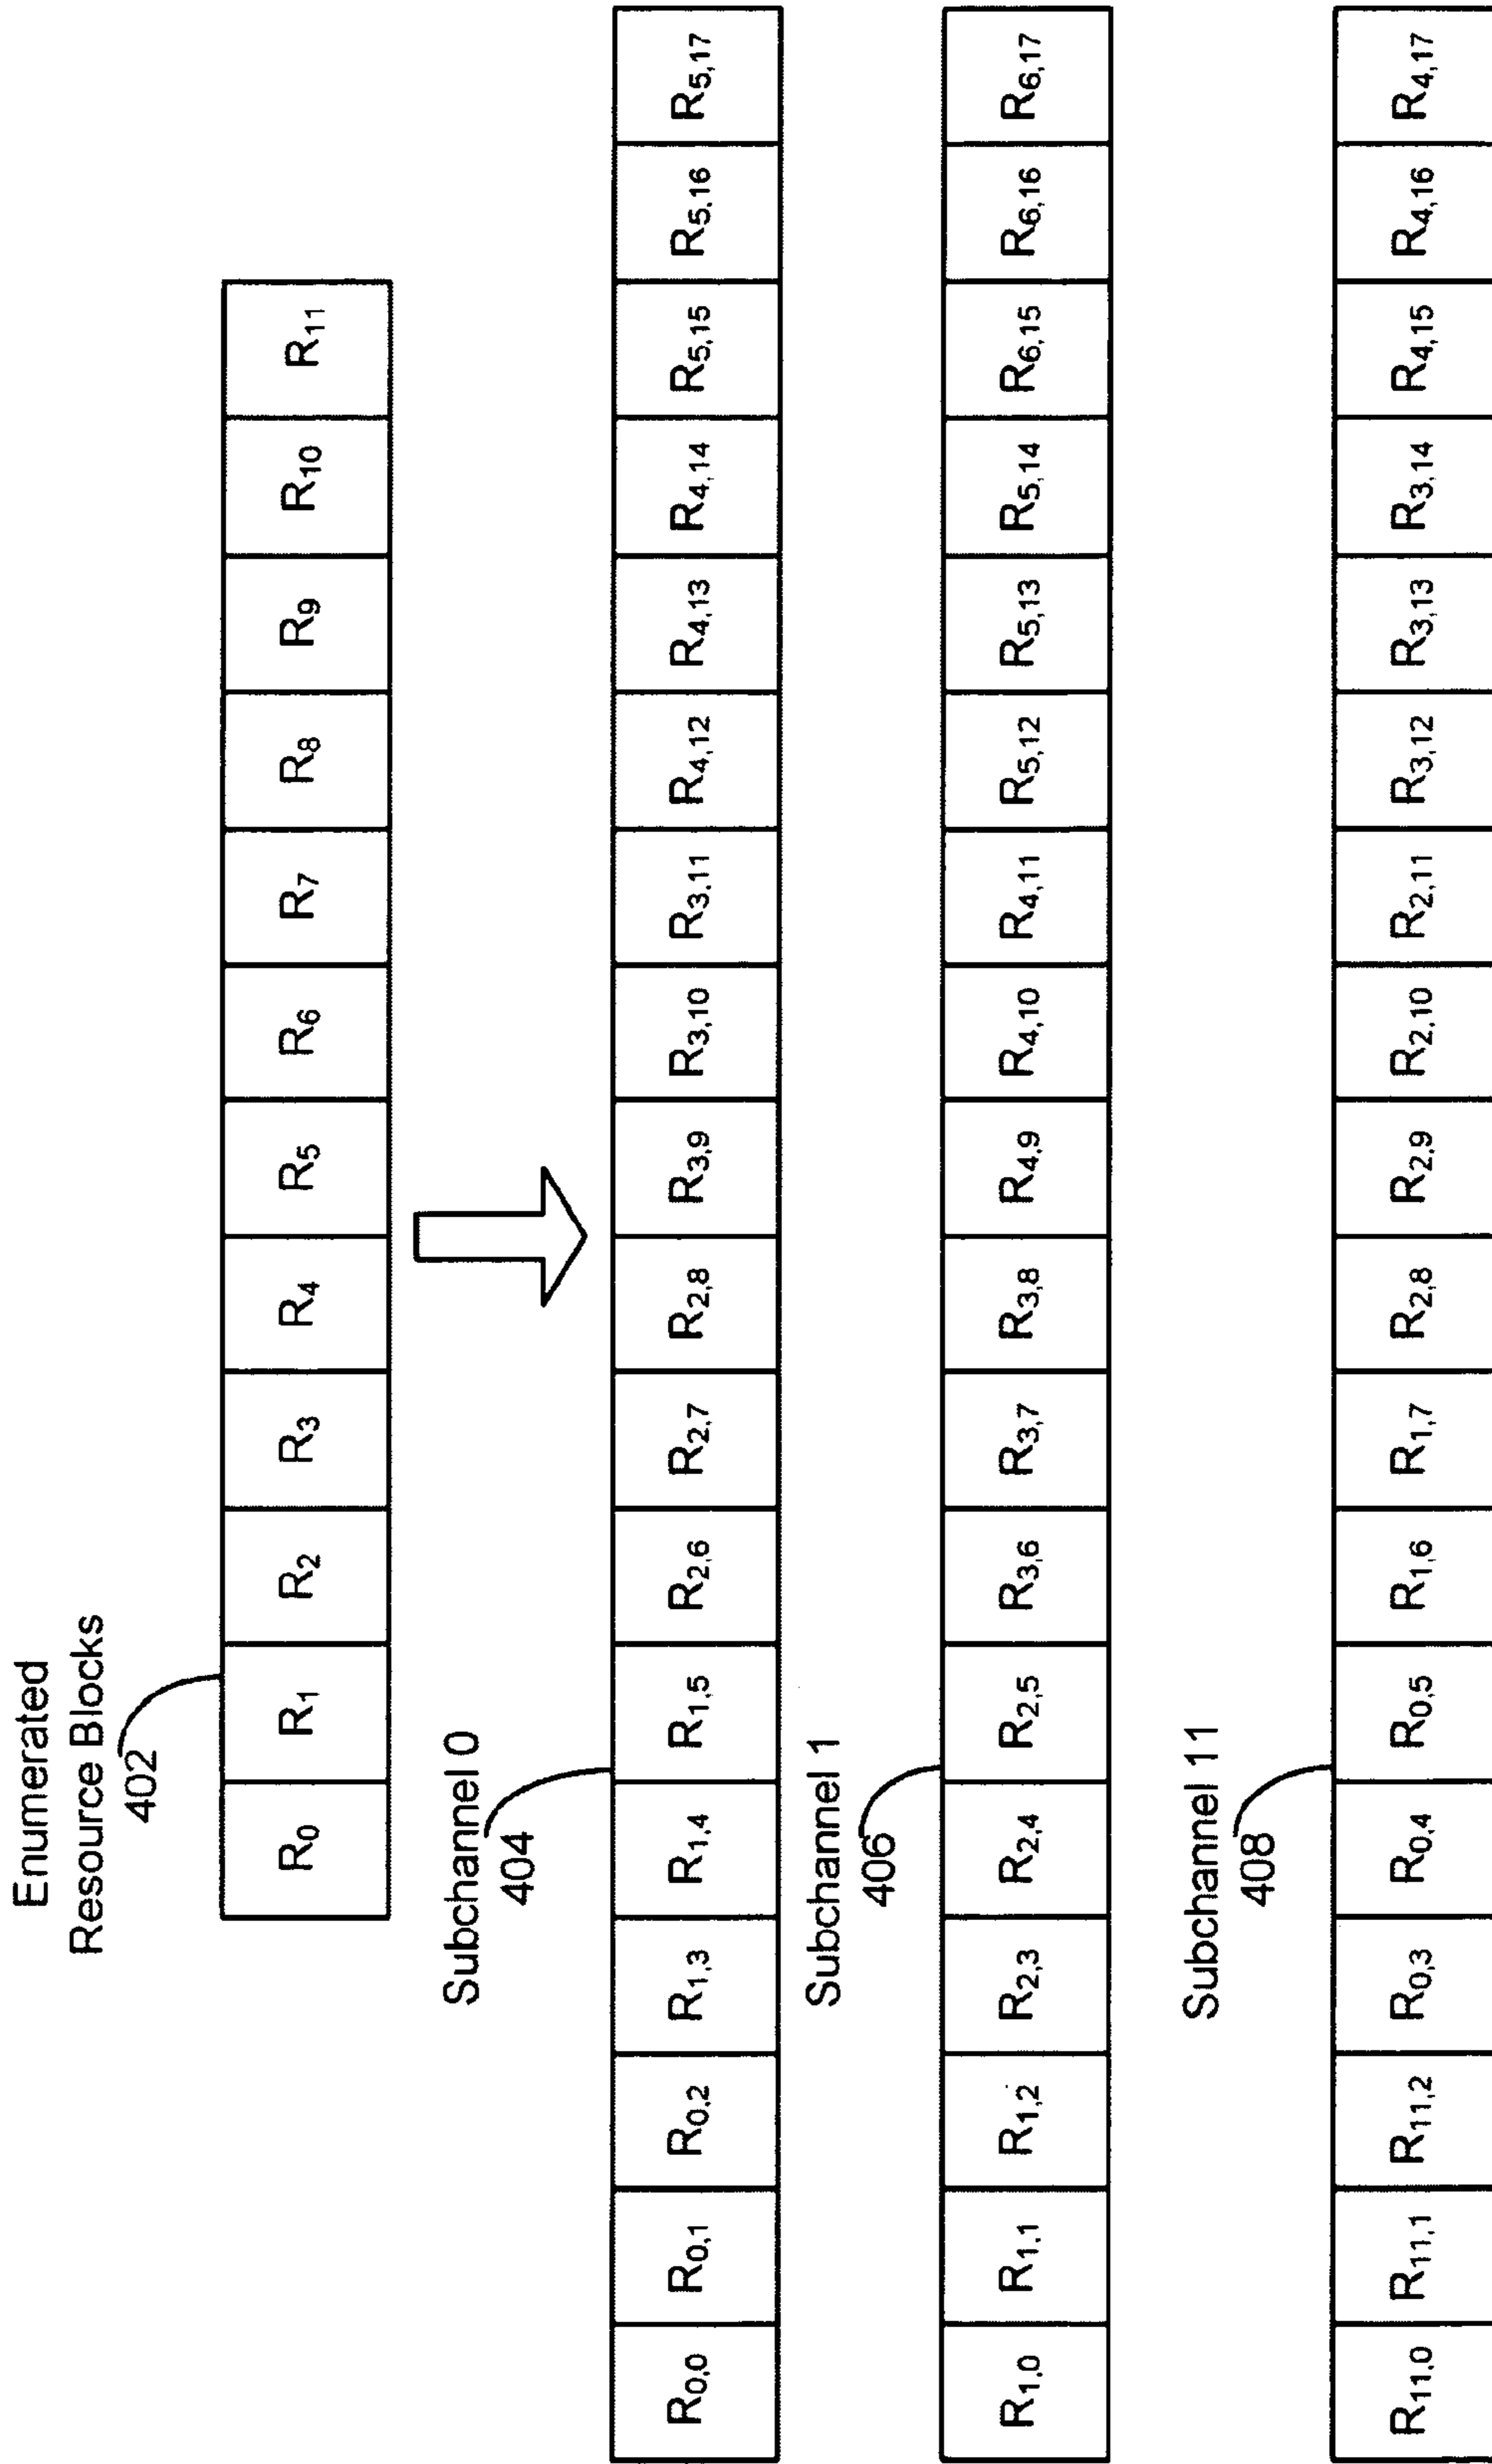 Enumerated
Resource Blocks
402
R0 R1 R2 R3 R4 R5 R6 R7 R8 R9 R10 R11
Subchannel 0
404
R0,0 R0,1 R0,2 R1,3 R1,4 R1,5 R2,6 R2,7 R2,8 R3,9 R3,10 R3,11 R4,12 R4,13 R4,14 R5,15 R5,16 R5,17
Subchannel 1
406
R1,0 R1,1 R1,2 R2,3 R2,4 R2,5 R3,6 R3,7 R3,8 R4,9 R4,10 R4,11 R5,12 R5,13 R5,14 R6,15 R6,16 R6,17
Subchannel 11
408
R11,0 R11,1 R11,2 R0,3 R0,4 R0,5 R1,6 R1,7 R2,8 R2,9 R2,10 R2,11 R3,12 R3,13 R3,14 R4,15 R4,16 R4,17